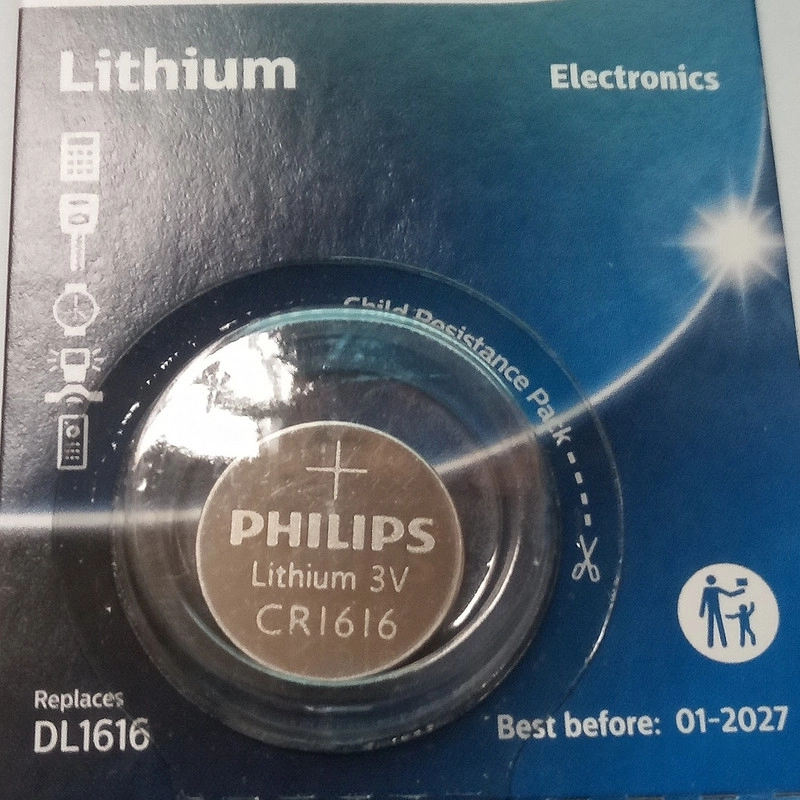 Lithium
Electronics
Child Resistance Pack
PHILIPS
Lithium 3V
CR1616
Replaces
DL1616
Best before: 01-2027